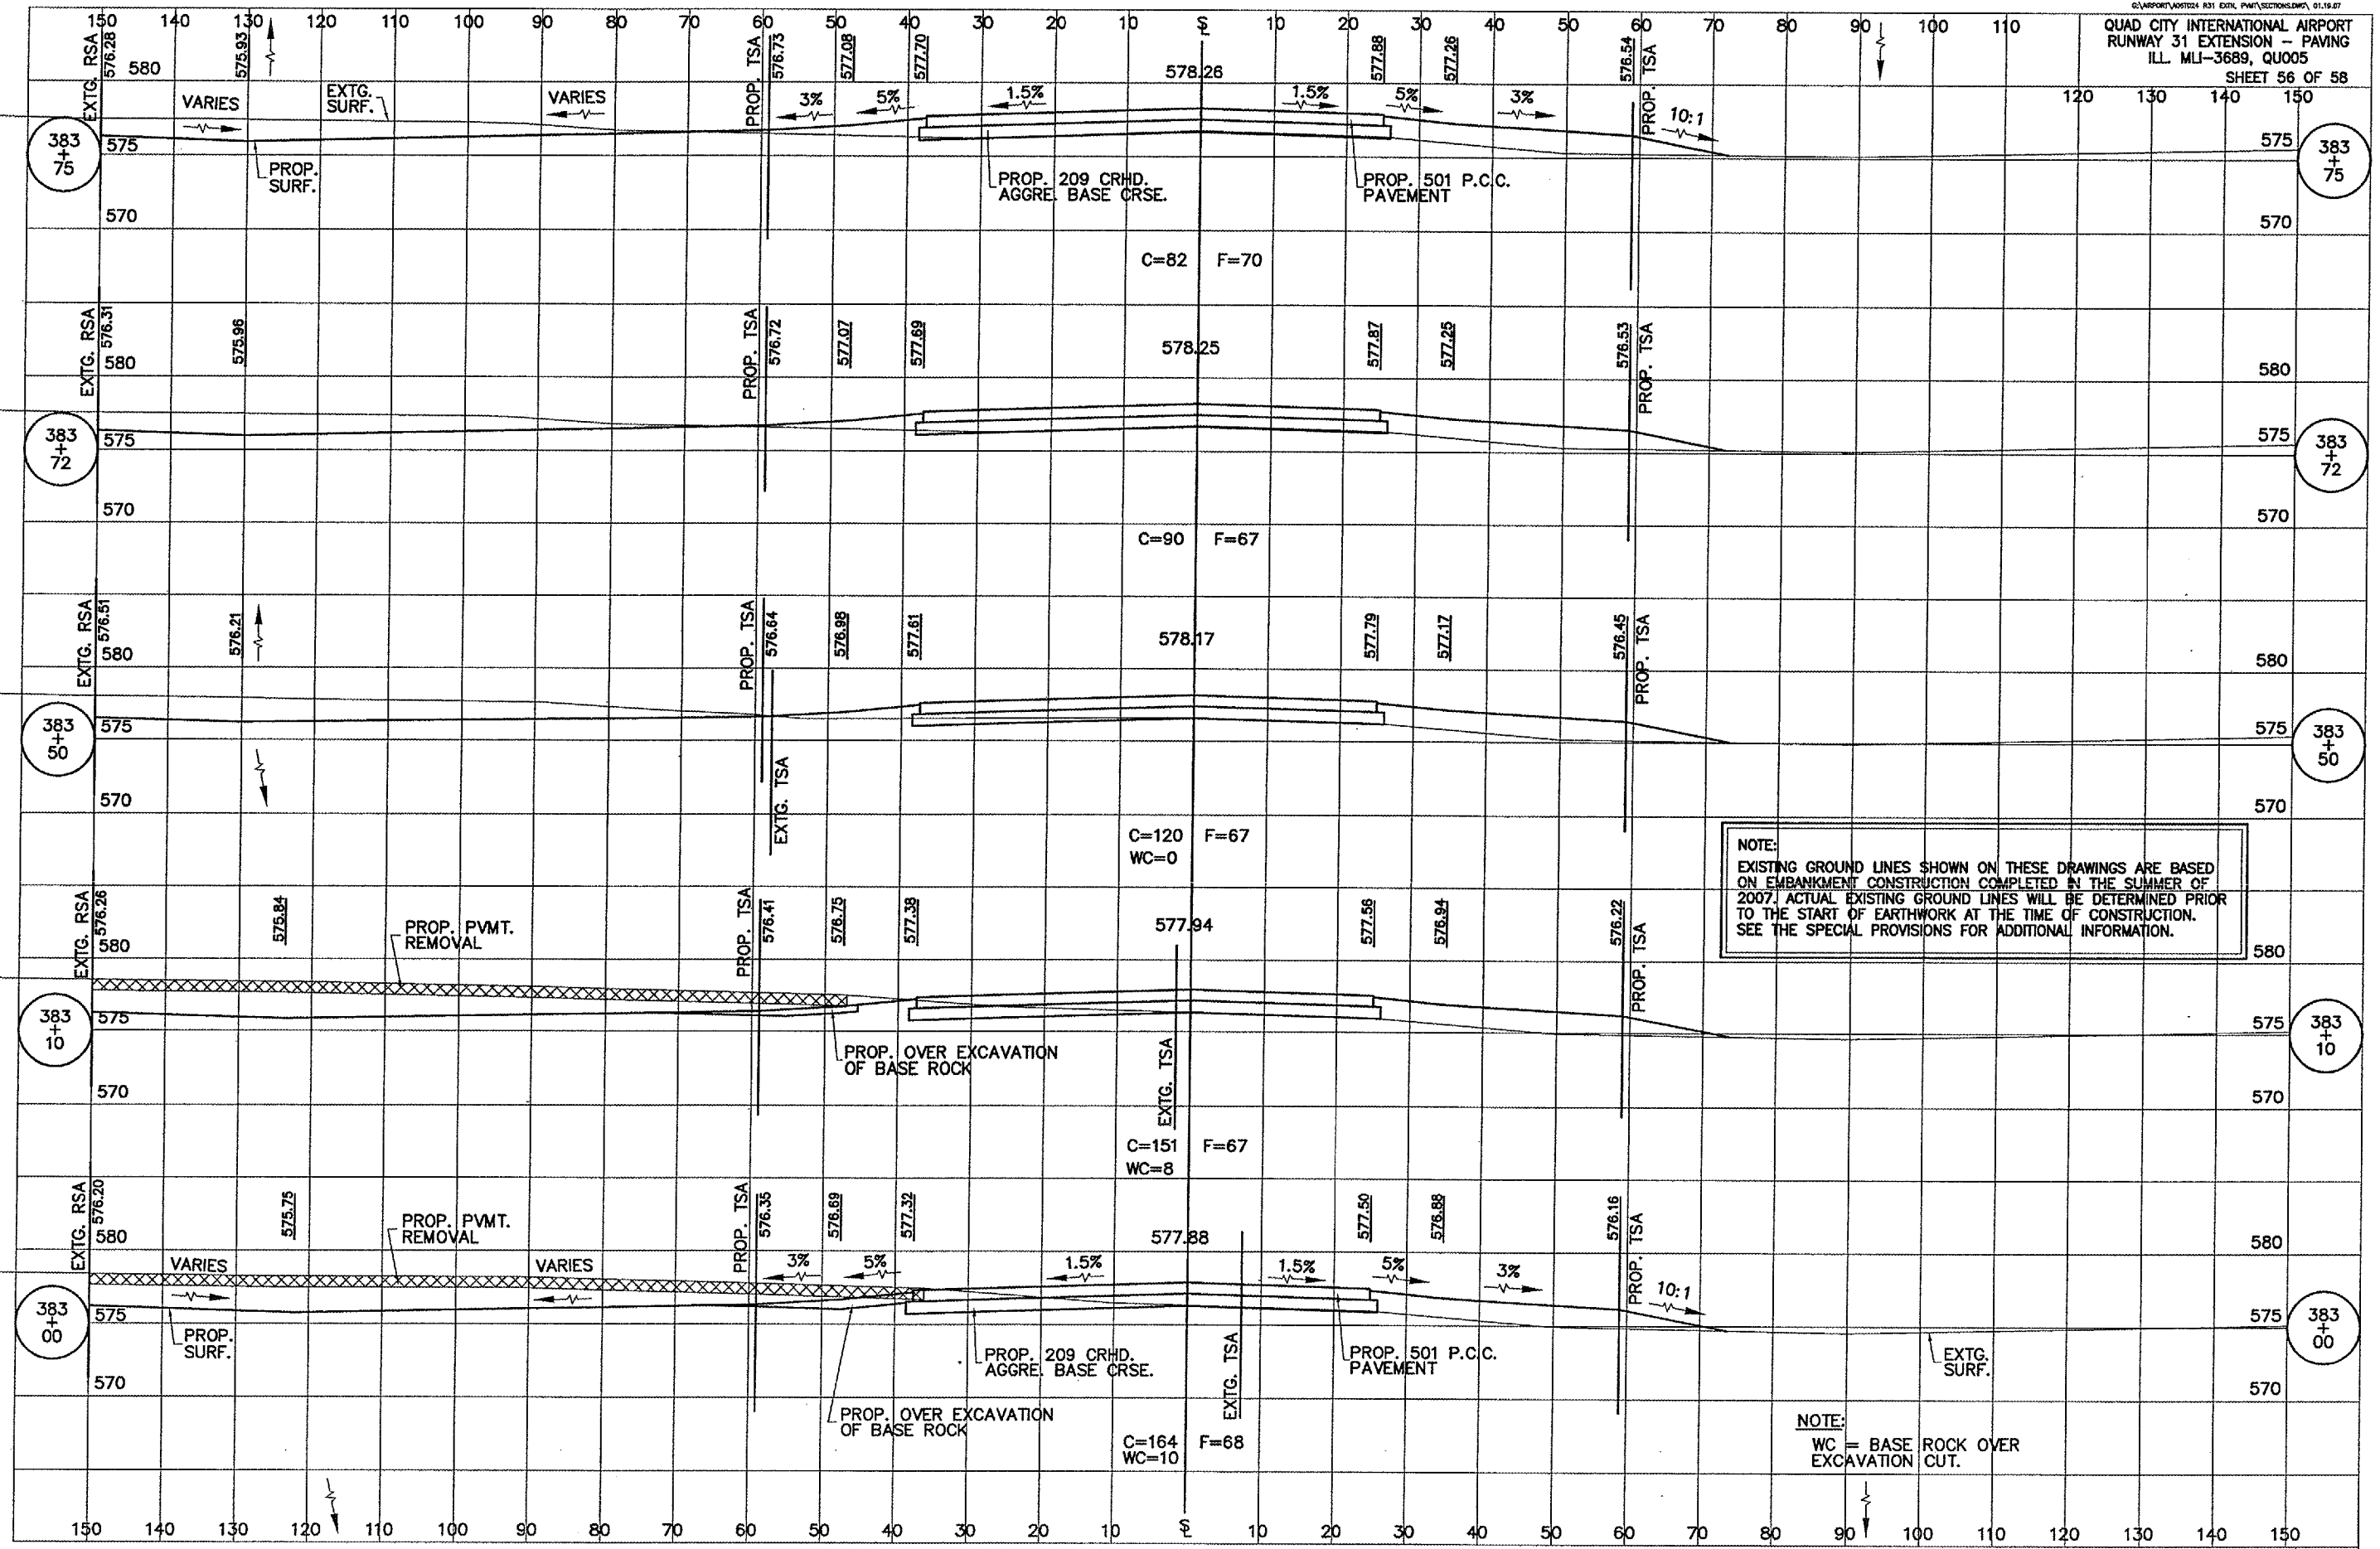 G:\AIRPORT\A05T024 R31 EXTN. PVMT\SECTIONS.DWG\ 01.19.07
QUAD CITY INTERNATIONAL AIRPORT
RUNWAY 31 EXTENSION - PAVING
ILL. MLI-3689, QU005
SHEET 56 OF 58
150 140 130 120 110 100 90 80 70 60 50 40 30 20 10 ℄ 10 20 30 40 50 60 70 80 90 100 110 120 130 140 150
EXTG. RSA 576.28 575.93 PROP. TSA 576.73 577.08 577.70 578.26 577.88 577.26 576.54 PROP. TSA
580
VARIES EXTG. SURF. VARIES 3% 5% 1.5% 1.5% 5% 3% 10:1
383+75 575 575 383+75
PROP. SURF.
PROP. 209 CRHD.
AGGRE. BASE CRSE.
PROP. 501 P.C.C.
PAVEMENT
570 570
C=82 F=70
EXTG. RSA 576.31 575.96 PROP. TSA 576.72 577.07 577.69 578.25 577.87 577.25 576.53 PROP. TSA
580 580
383+72 575 575 383+72
570 570
C=90 F=67
EXTG. RSA 576.51 576.21 PROP. TSA 576.64 576.98 577.61 578.17 577.79 577.17 576.45 PROP. TSA
580 580
383+50 575 575 383+50
EXTG. TSA
570 570
C=120 F=67
WC=0
NOTE:
EXISTING GROUND LINES SHOWN ON THESE DRAWINGS ARE BASED
ON EMBANKMENT CONSTRUCTION COMPLETED IN THE SUMMER OF
2007. ACTUAL EXISTING GROUND LINES WILL BE DETERMINED PRIOR
TO THE START OF EARTHWORK AT THE TIME OF CONSTRUCTION.
SEE THE SPECIAL PROVISIONS FOR ADDITIONAL INFORMATION.
EXTG. RSA 576.26 575.84 PROP. TSA 576.41 576.75 577.38 577.94 577.56 576.94 576.22 PROP. TSA
PROP. PVMT.
REMOVAL
580 580
383+10 575 575 383+10
PROP. OVER EXCAVATION
OF BASE ROCK
EXTG. TSA
570 570
C=151 F=67
WC=8
EXTG. RSA 576.20 575.75 PROP. TSA 576.35 576.69 577.32 577.88 577.50 576.88 576.16 PROP. TSA
PROP. PVMT.
REMOVAL
580 580
VARIES VARIES 3% 5% 1.5% 1.5% 5% 3% 10:1
383+00 575 575 383+00
PROP. SURF.
PROP. 209 CRHD.
AGGRE. BASE CRSE.
EXTG. TSA
PROP. 501 P.C.C.
PAVEMENT
EXTG. SURF.
570 570
PROP. OVER EXCAVATION
OF BASE ROCK
C=164 F=68
WC=10
NOTE:
WC = BASE ROCK OVER
EXCAVATION CUT.
150 140 130 120 110 100 90 80 70 60 50 40 30 20 10 ℄ 10 20 30 40 50 60 70 80 90 100 110 120 130 140 150